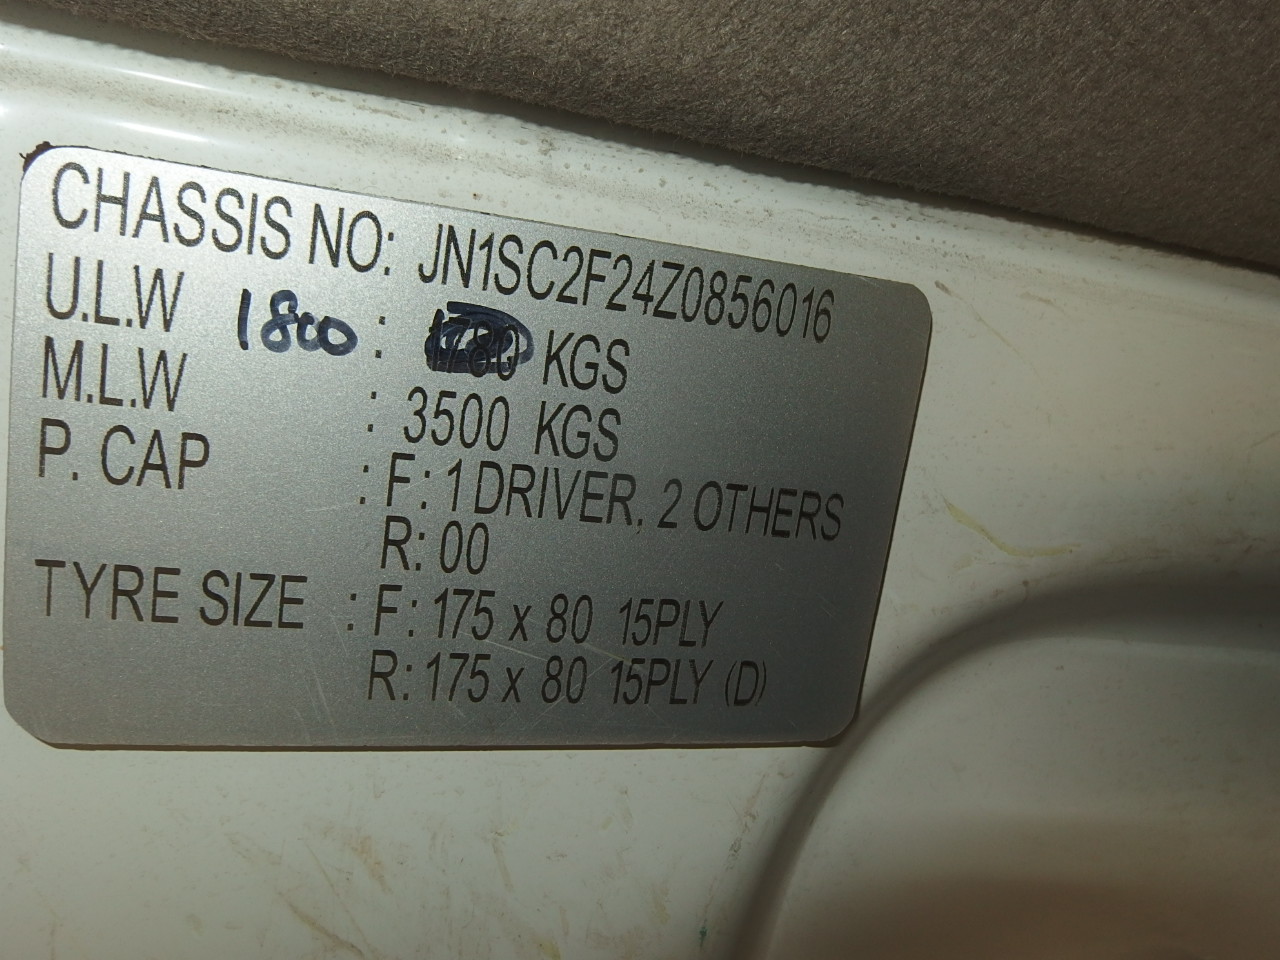 CHASSIS NO: JN1SC2F24Z0856016
U.L.W 1800 : 1780 KGS
M.L.W : 3500 KGS
P. CAP : F: 1 DRIVER, 2 OTHERS
R: 00
TYRE SIZE : F: 175 x 80 15PLY
R: 175 x 80 15PLY (D)